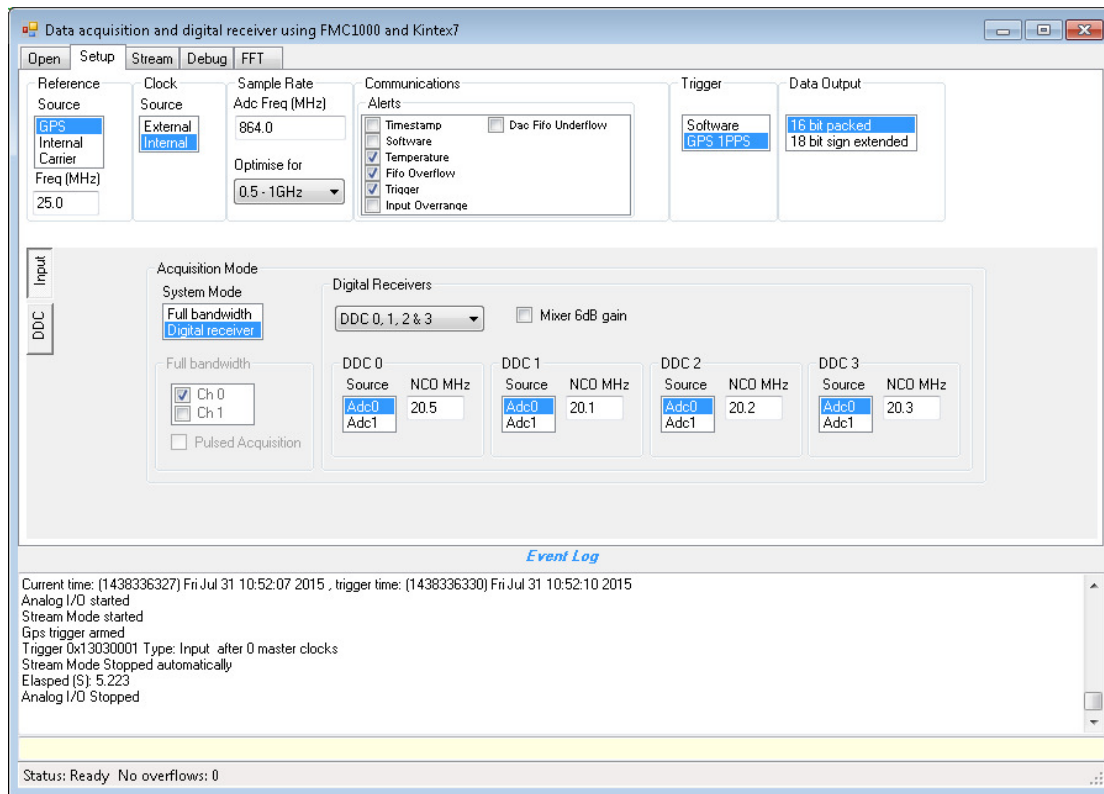 Data acquisition and digital receiver using FMC1000 and Kintex7
Open Setup Stream Debug FFT
Reference
Source
GPS
Internal
Carrier
Freq (MHz)
25.0
Clock
Source
External
Internal
Sample Rate
Adc Freq (MHz)
864.0
Optimise for
0.5 - 1GHz
Communications
Alerts
Timestamp
Software
Temperature
Fifo Overflow
Trigger
Input Overrange
Dac Fifo Underflow
Trigger
Software
GPS 1PPS
Data Output
16 bit packed
18 bit sign extended
Input
DDC
Acquisition Mode
System Mode
Full bandwidth
Digital receiver
Full bandwidth
Ch 0
Ch 1
Pulsed Acquisition
Digital Receivers
DDC 0, 1, 2 & 3
Mixer 6dB gain
DDC 0
Source NCO MHz
Adc0 20.5
Adc1
DDC 1
Source NCO MHz
Adc0 20.1
Adc1
DDC 2
Source NCO MHz
Adc0 20.2
Adc1
DDC 3
Source NCO MHz
Adc0 20.3
Adc1
Event Log
Current time: (1438336327) Fri Jul 31 10:52:07 2015 , trigger time: (1438336330) Fri Jul 31 10:52:10 2015
Analog I/O started
Stream Mode started
Gps trigger armed
Trigger 0x13030001 Type: Input after 0 master clocks
Stream Mode Stopped automatically
Elasped (S): 5.223
Analog I/O Stopped
Status: Ready No overflows: 0